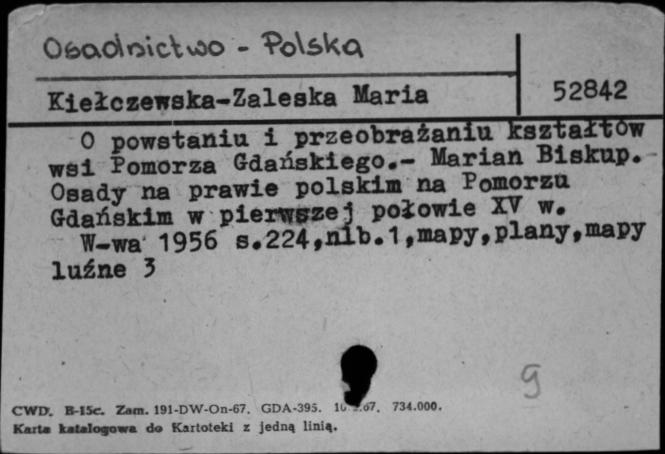 Osadnictwo - Polska
Kiełczewska-Zaleska Maria
52842
O powstaniu i przeobrażaniu kształtów
wsi Pomorza Gdańskiego.- Marian Biskup.
Osady na prawie polskim na Pomorzu
Gdańskim w pierwszej połowie XV w.
W-wa 1956 s.224,nlb.1,mapy,plany,mapy
luźne 3
9
CWD. B-15c. Zam. 191-DW-On-67. GDA-395. 734.000.
Karta katalogowa do Kartoteki z jedną linią.